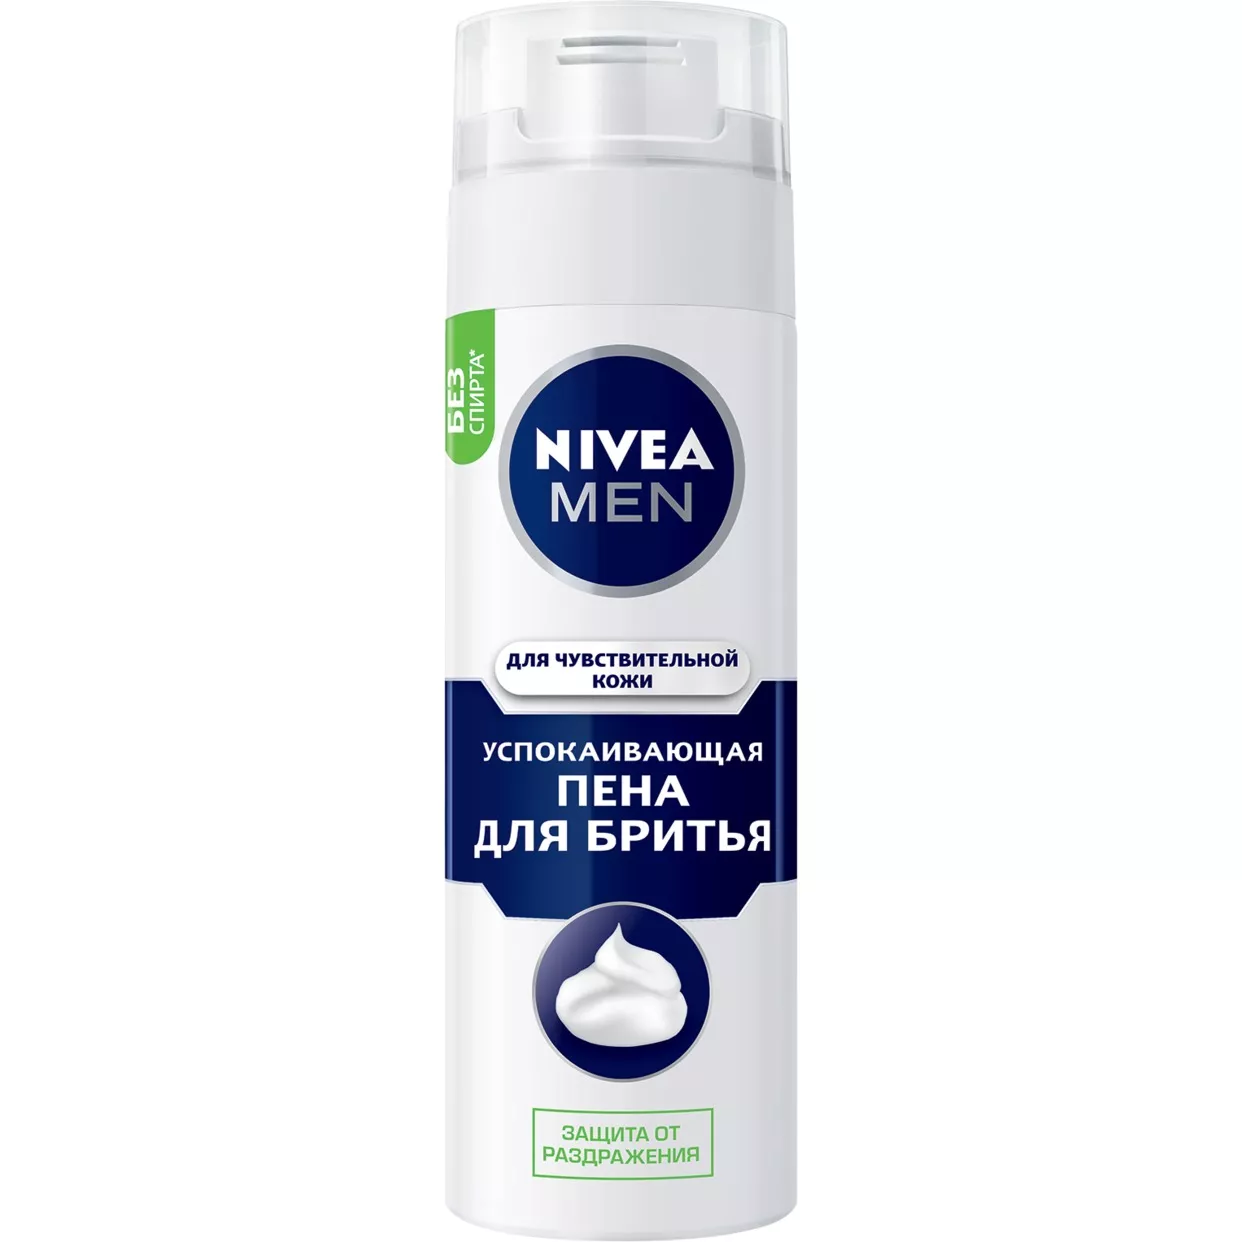 БЕЗ
СПИРТА*
NIVEA
MEN
ДЛЯ ЧУВСТВИТЕЛЬНОЙ
КОЖИ
УСПОКАИВАЮЩАЯ
ПЕНА
ДЛЯ БРИТЬЯ
ЗАЩИТА ОТ
РАЗДРАЖЕНИЯ